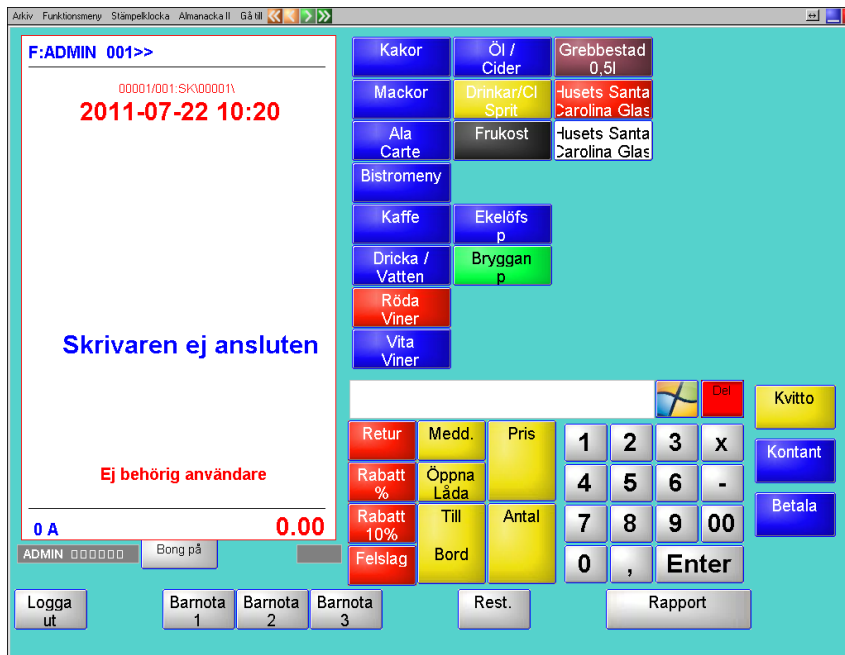 Arkiv Funktionsmeny Stämpelklocka Almanacka II Gå till
F:ADMIN 001>>
00001/001:SK\00001\
2011-07-22 10:20
Skrivaren ej ansluten
Ej behörig användare
0 A 0.00
ADMIN
Bong på
Kakor
Öl /
Cider
Grebbestad
0,5l
Mackor
Drinkar/Cl
Sprit
Husets Santa
Carolina Glas
Ala
Carte
Frukost
Husets Santa
Carolina Glas
Bistromeny
Kaffe
Ekelöfs
p
Dricka /
Vatten
Bryggan
p
Röda
Viner
Vita
Viner
Del
Kvitto
Retur
Medd.
Pris
1 2 3 x
Kontant
Rabatt
%
Öppna
Låda
4 5 6 -
Betala
Rabatt
10%
Till
Bord
Antal
7 8 9 00
Felslag
0 , Enter
Logga
ut
Barnota
1
Barnota
2
Barnota
3
Rest.
Rapport